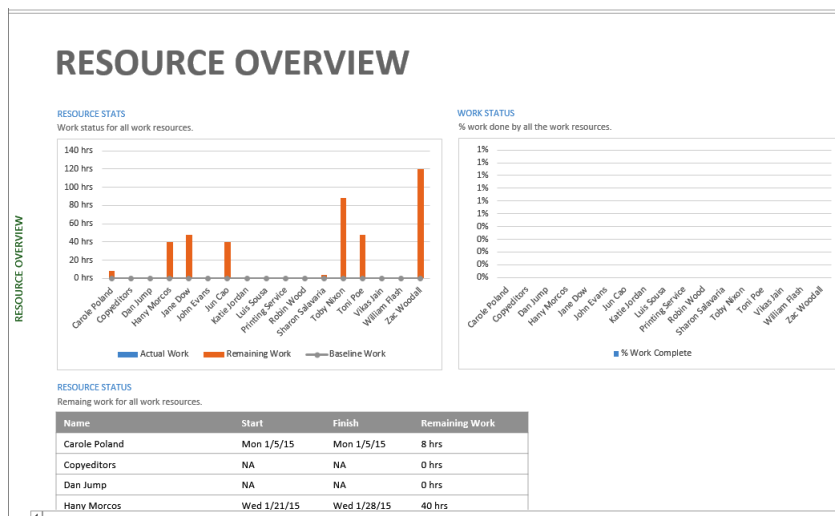 RESOURCE OVERVIEW
RESOURCE OVERVIEW
RESOURCE STATS
Work status for all work resources.
140 hrs
120 hrs
100 hrs
80 hrs
60 hrs
40 hrs
20 hrs
0 hrs
Carole Poland
Copyeditors
Dan Jump
Hany Morcos
Jane Dow
John Evans
Jun Cao
Katie Jordan
Luis Sousa
Printing Service
Robin Wood
Sharon Salavaria
Toby Nixon
Toni Poe
Vikas Jain
William Flash
Zac Woodall
Actual Work Remaining Work Baseline Work
WORK STATUS
% work done by all the work resources.
1%
1%
1%
1%
1%
1%
0%
0%
0%
0%
0%
Carole Poland
Copyeditors
Dan Jump
Hany Morcos
Jane Dow
John Evans
Jun Cao
Katie Jordan
Luis Sousa
Printing Service
Robin Wood
Sharon Salavaria
Toby Nixon
Toni Poe
Vikas Jain
William Flash
Zac Woodall
% Work Complete
RESOURCE STATUS
Remaing work for all work resources.
Name Start Finish Remaining Work
Carole Poland Mon 1/5/15 Mon 1/5/15 8 hrs
Copyeditors NA NA 0 hrs
Dan Jump NA NA 0 hrs
Hany Morcos Wed 1/21/15 Wed 1/28/15 40 hrs